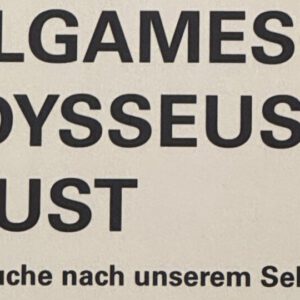 LGAMES
DYSSEUS
UST
uche nach unserem Sel